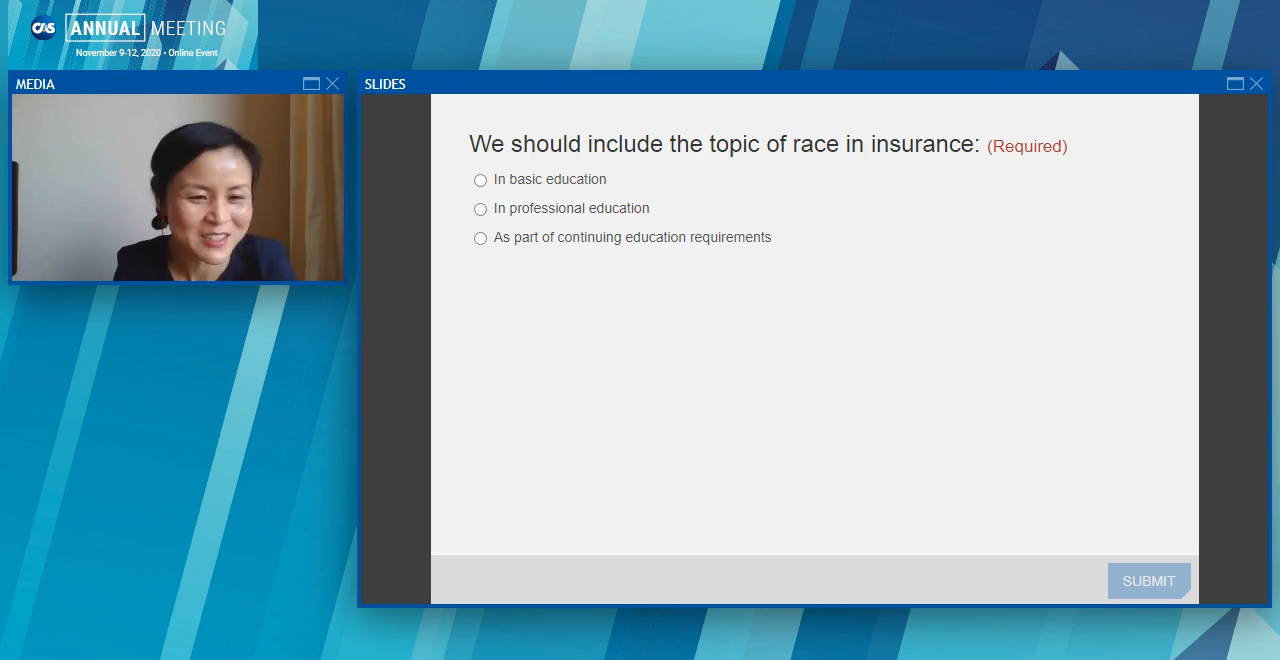 CAS ANNUAL MEETING
November 9-12, 2020 • Online Event
MEDIA
SLIDES
We should include the topic of race in insurance: (Required)
In basic education
In professional education
As part of continuing education requirements
SUBMIT